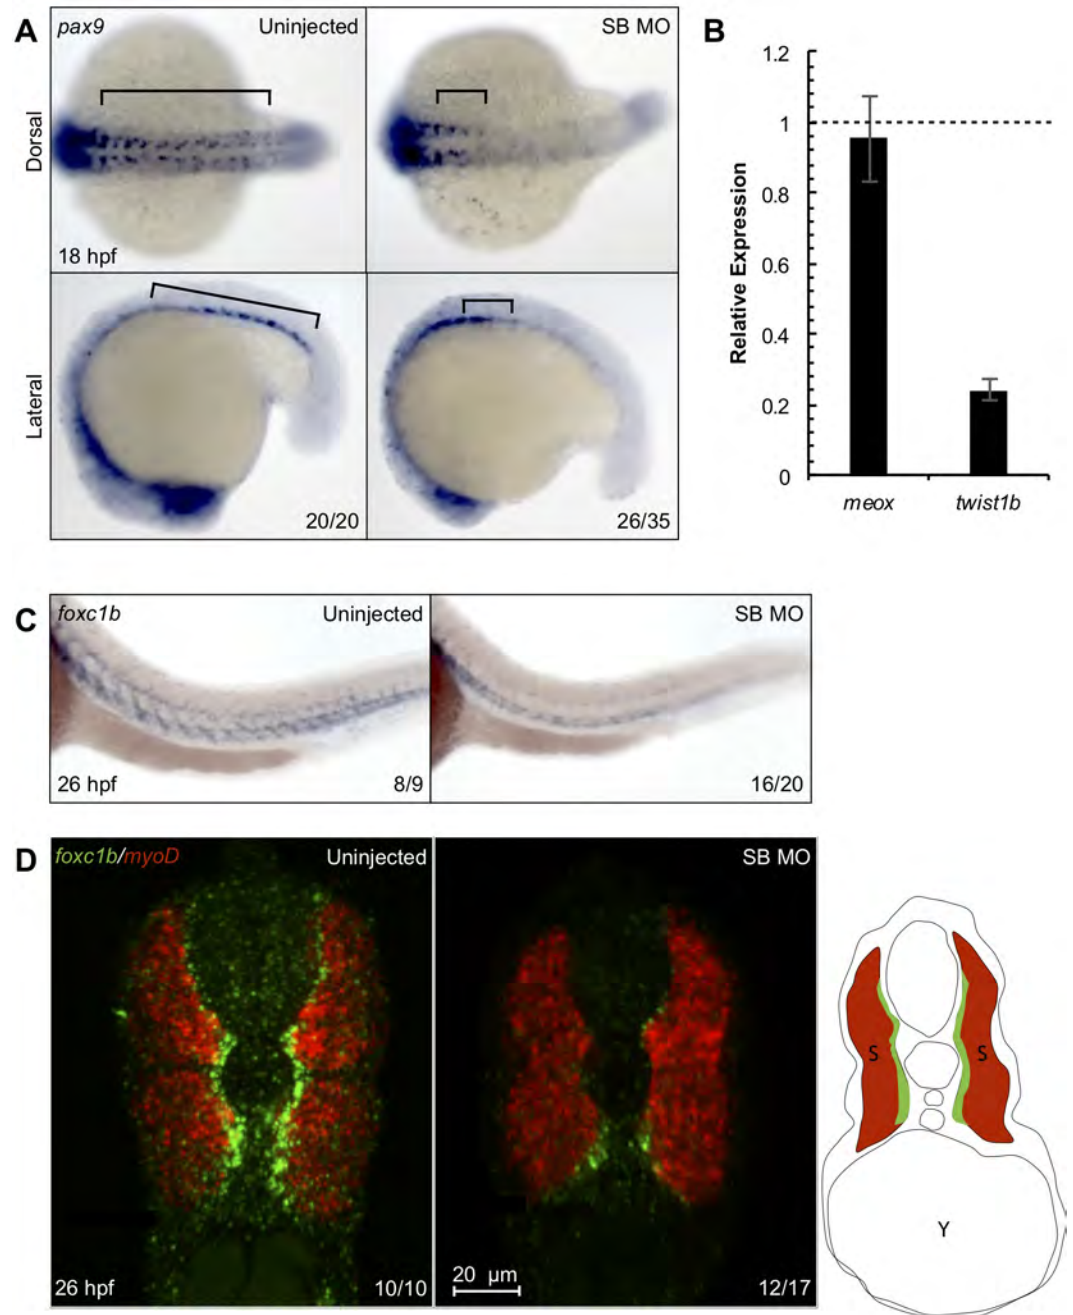 A
pax9
Uninjected
SB MO
Dorsal
18 hpf
Lateral
20/20
26/35
B
Relative Expression
1.2
1
0.8
0.6
0.4
0.2
0
meox
twist1b
C
foxc1b
Uninjected
SB MO
26 hpf
8/9
16/20
D
foxc1b/myoD
Uninjected
SB MO
26 hpf
10/10
20 µm
12/17
S
S
Y